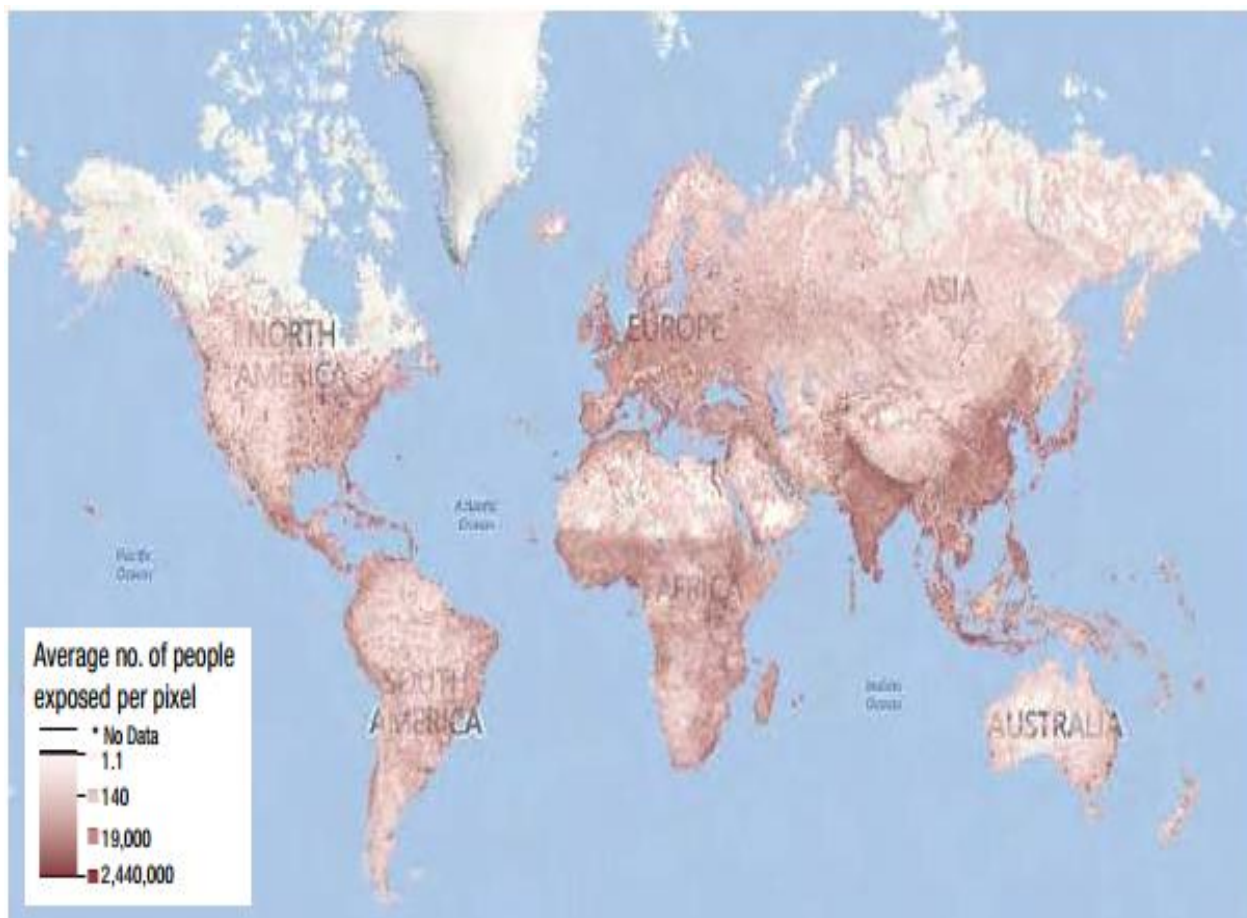 ASIA
NORTH
AMERICA
EUROPE
Atlantic
Ocean
Pacific
Ocean
AFRICA
SOUTH
AMERICA
Indian
Ocean
AUSTRALIA
Average no. of people
exposed per pixel
* No Data
1.1
140
19,000
2,440,000